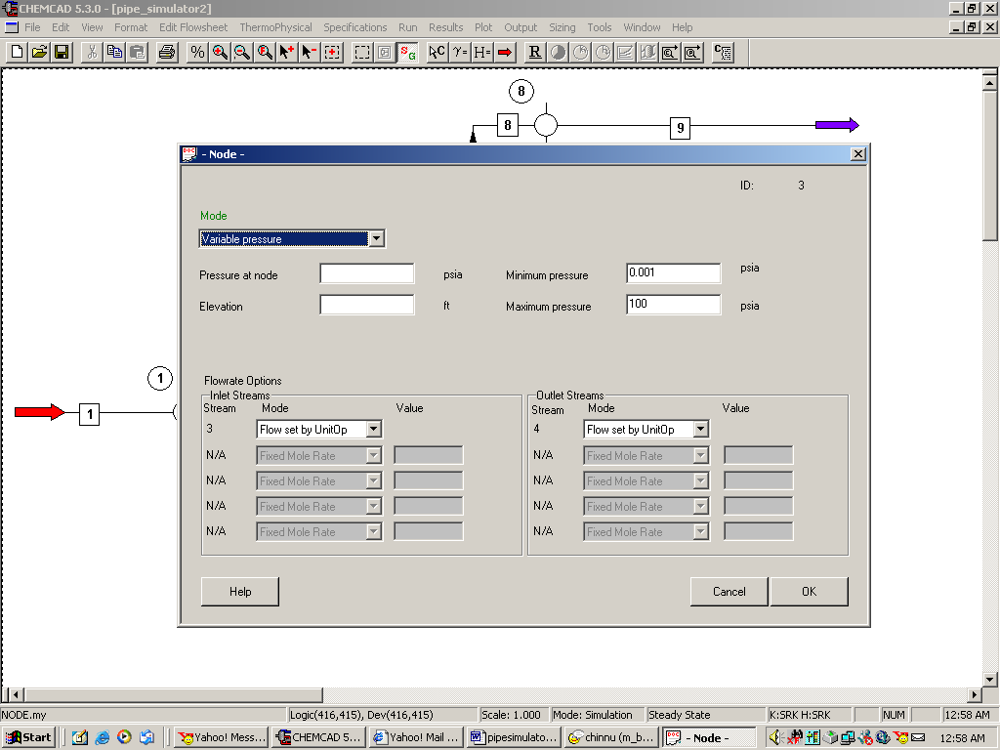 CHEMCAD 5.3.0 - [pipe_simulator2]
File Edit View Format Edit Flowsheet ThermoPhysical Specifications Run Results Plot Output Sizing Tools Window Help
% C γ= H= R C
S G
8
8 9
- Node -
ID: 3
Mode
Variable pressure
Pressure at node psia Minimum pressure 0.001 psia
Elevation ft Maximum pressure 100 psia
1
1
Flowrate Options
Inlet Streams Outlet Streams
Stream Mode Value Stream Mode Value
3 Flow set by UnitOp 4 Flow set by UnitOp
N/A Fixed Mole Rate N/A Fixed Mole Rate
N/A Fixed Mole Rate N/A Fixed Mole Rate
N/A Fixed Mole Rate N/A Fixed Mole Rate
N/A Fixed Mole Rate N/A Fixed Mole Rate
Help Cancel OK
NODE.my Logic(416,415), Dev(416,415) Scale: 1.000 Mode: Simulation Steady State K:SRK H:SRK NUM 12:58 AM
Start Yahoo! Mess... CHEMCAD 5.... Yahoo! Mail ... pipesimulato... chinnu (m_b... - Node - 12:58 AM